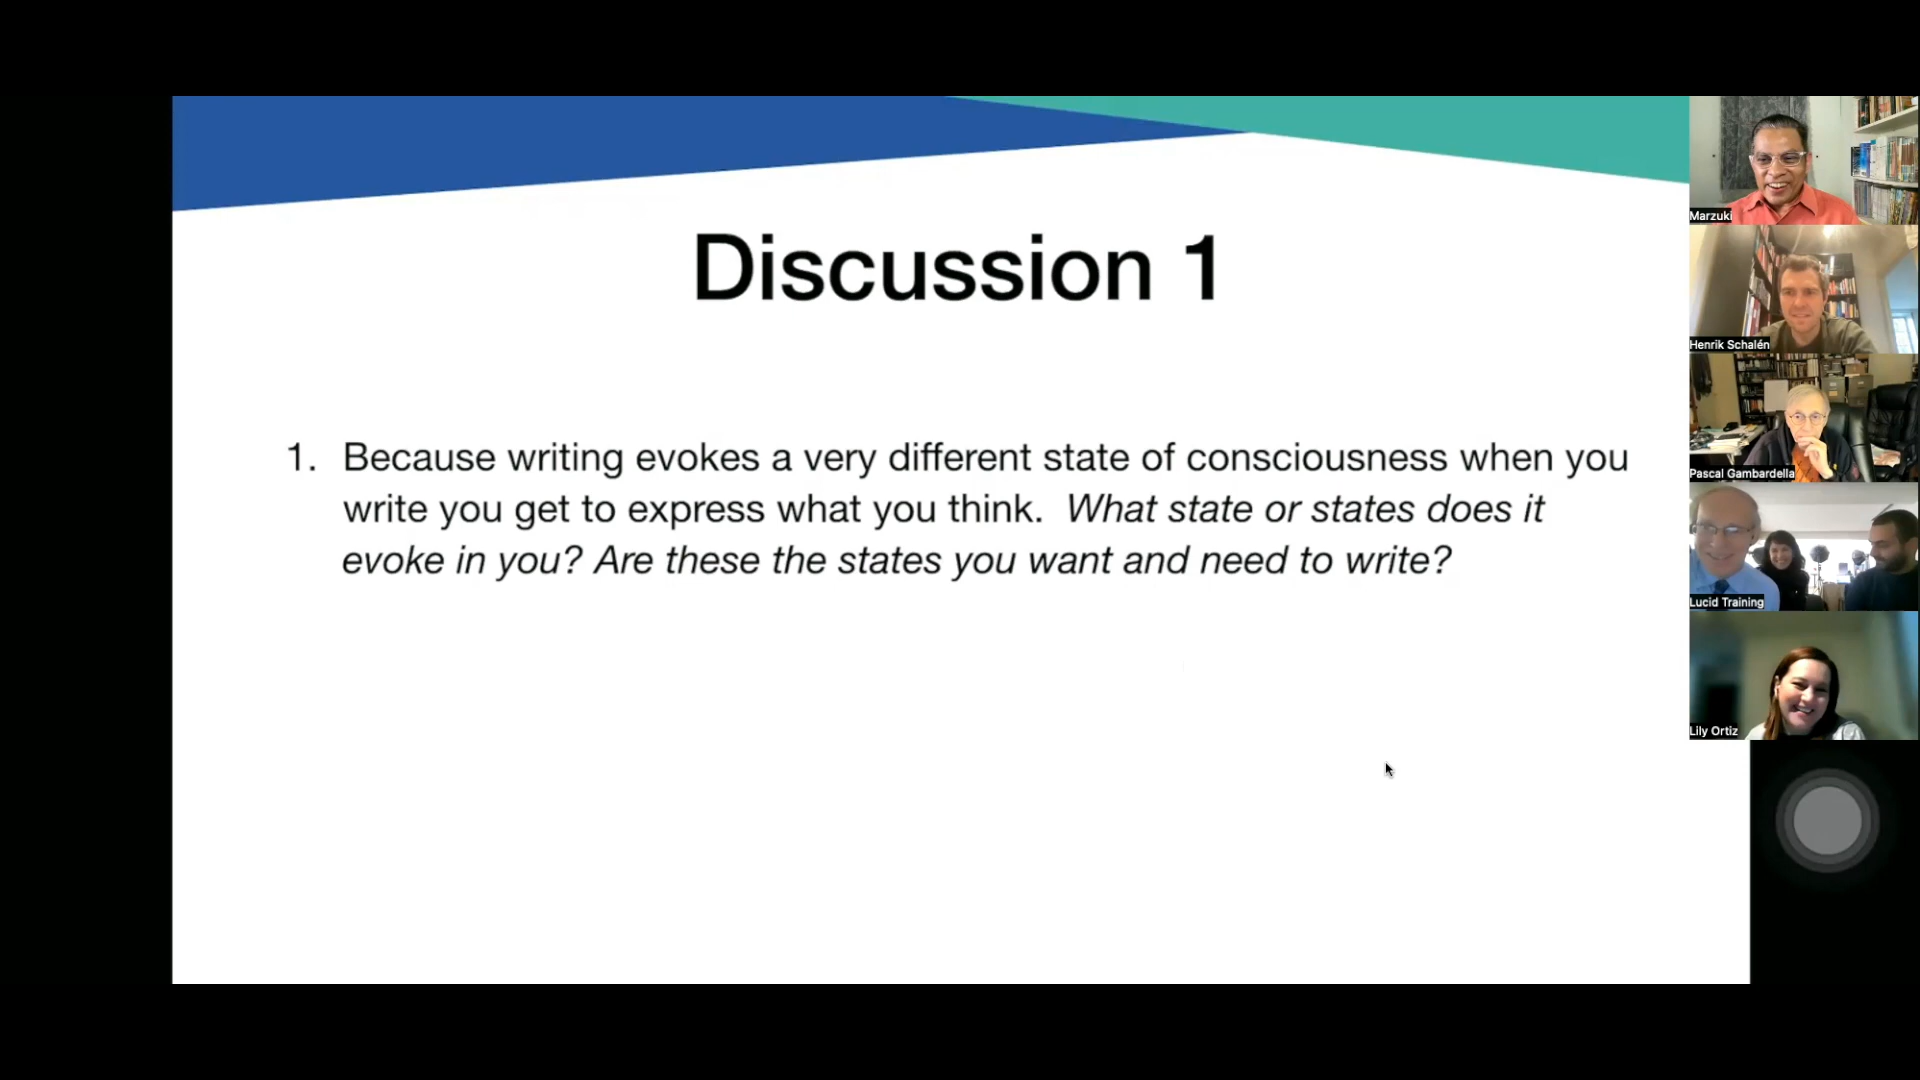 Discussion 1
1. Because writing evokes a very different state of consciousness when you
write you get to express what you think. What state or states does it
evoke in you? Are these the states you want and need to write?
Marzuki
Henrik Schalén
Pascal Gambardella
Lucid Training
Lily Ortiz